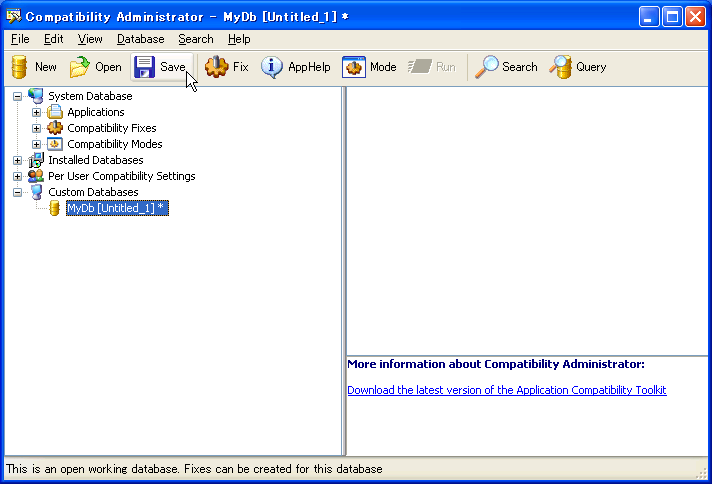 Compatibility Administrator - MyDb [Untitled_1] *
File Edit View Database Search Help
New Open Save Fix AppHelp Mode Run Search Query
System Database
Applications
Compatibility Fixes
Compatibility Modes
Installed Databases
Per User Compatibility Settings
Custom Databases
MyDb [Untitled_1] *
More information about Compatibility Administrator:
Download the latest version of the Application Compatibility Toolkit
This is an open working database. Fixes can be created for this database